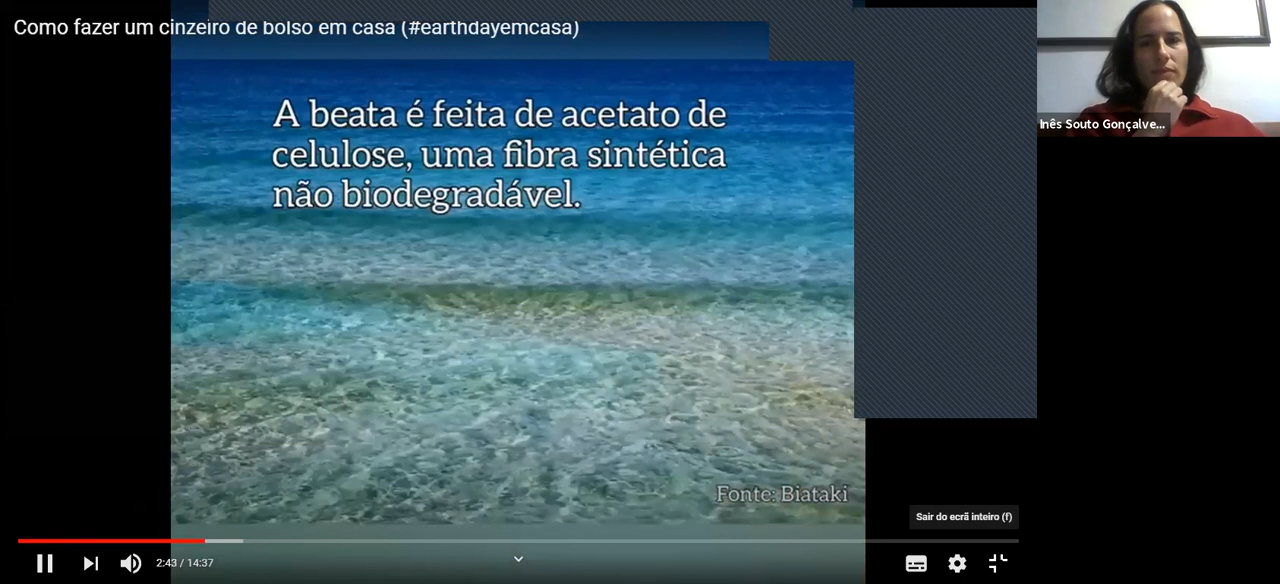 Como fazer um cinzeiro de bolso em casa (#earthdayemcasa)
Inês Souto Gonçalve...
A beata é feita de acetato de
celulose, uma fibra sintética
não biodegradável.
Fonte: Biataki
Sair do ecrã inteiro (f)
2:43 / 14:37